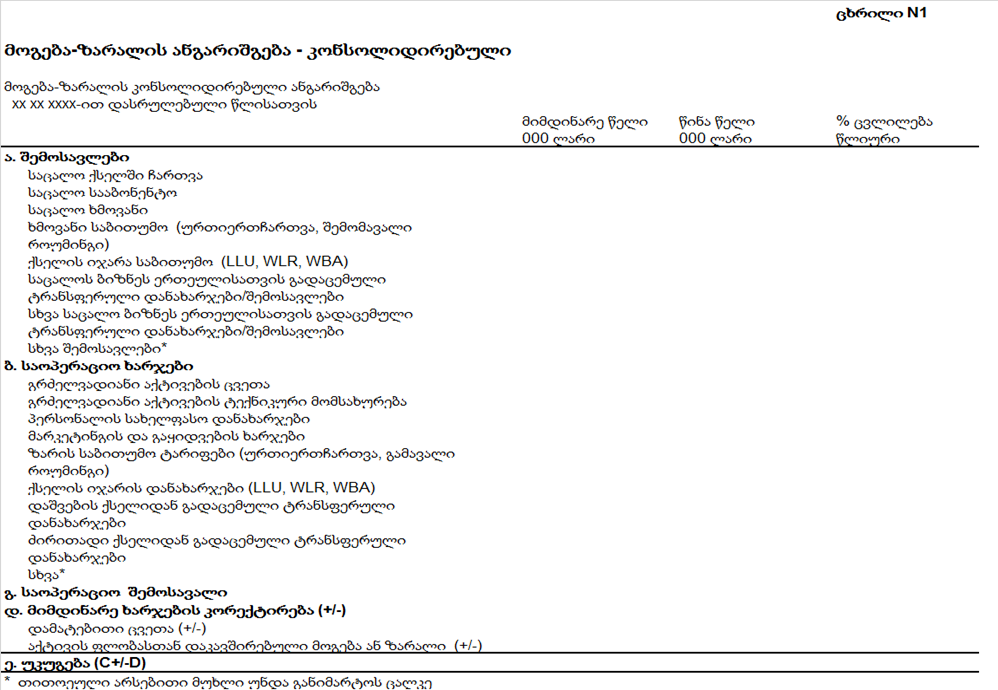 ცხრილი N1
მოგება-ზარალის ანგარიშგება - კონსოლიდირებული
მოგება-ზარალის კონსოლიდირებული ანგარიშგება
xx xx xxxx-ით დასრულებული წლისათვის
მიმდინარე წელი წინა წელი % ცვლილება
000 ლარი 000 ლარი წლიური
ა. შემოსავლები
საცალო ქსელში ჩართვა
საცალო სააბონენტო
საცალო ხმოვანი
ხმოვანი საბითუმო (ურთიერთჩართვა, შემომავალი
როუმინგი)
ქსელის იჯარა საბითუმო (LLU, WLR, WBA)
საცალოს ბიზნეს ერთეულისათვის გადაცემული
ტრანსფერული დანახარჯები/შემოსავლები
სხვა საცალო ბიზნეს ერთეულისათვის გადაცემული
ტრანსფერული დანახარჯები/შემოსავლები
სხვა შემოსავლები*
ბ. საოპერაციო ხარჯები
გრძელვადიანი აქტივების ცვეთა
გრძელვადიანი აქტივების ტექნიკური მომსახურება
პერსონალის სახელფასო დანახარჯები
მარკეტინგის და გაყიდვების ხარჯები
ზარის საბითუმო ტარიფები (ურთიერთჩართვა, გამავალი
როუმინგი)
ქსელის იჯარის დანახარჯები (LLU, WLR, WBA)
დაშვების ქსელიდან გადაცემული ტრანსფერული
დანახარჯები
ძირითადი ქსელიდან გადაცემული ტრანსფერული
დანახარჯები
სხვა*
გ. საოპერაციო შემოსავალი
დ. მიმდინარე ხარჯების კორექტირება (+/-)
დამატებითი ცვეთა (+/-)
აქტივის ფლობასთან დაკავშირებული მოგება ან ზარალი (+/-)
ე. უკუგება (C+/-D)
* თითოეული არსებითი მუხლი უნდა განიმარტოს ცალკე